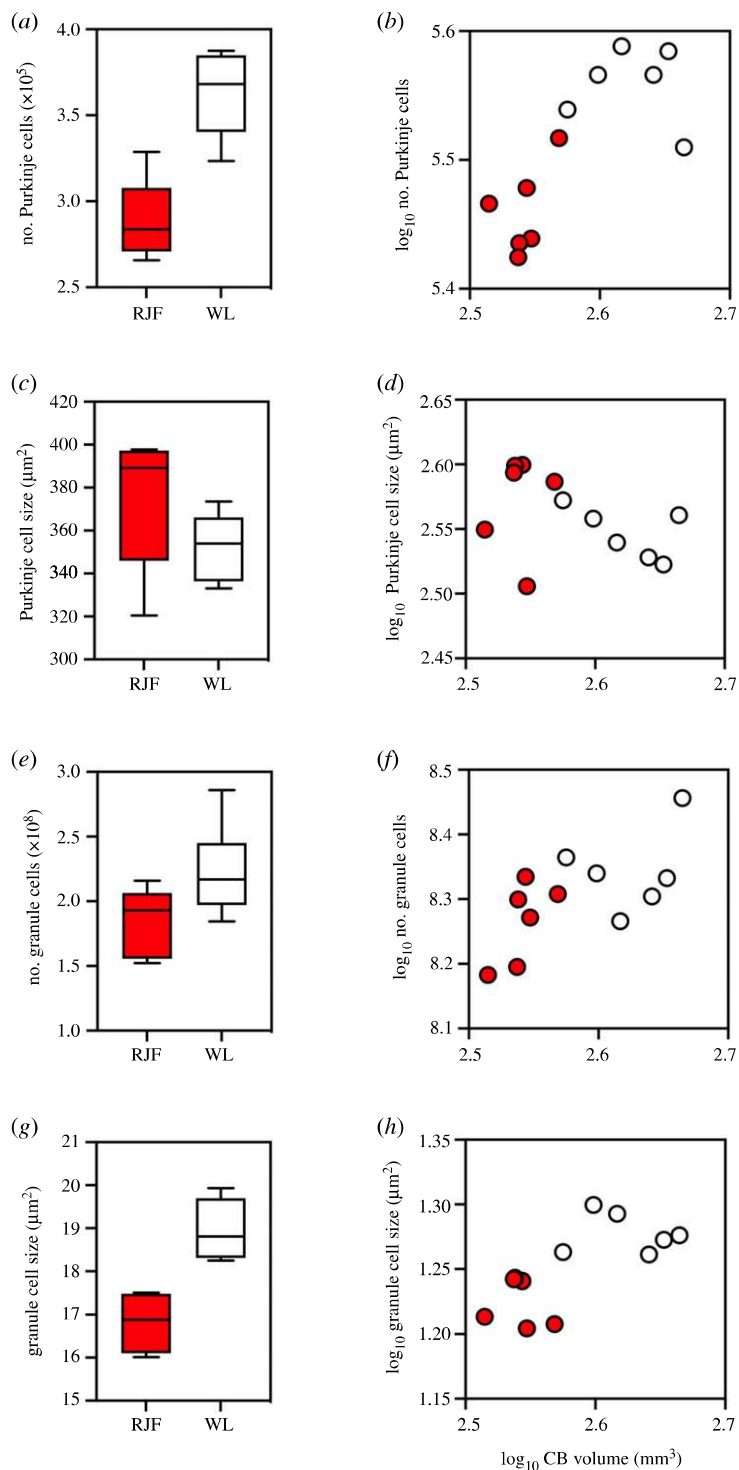 (a)
no. Purkinje cells (×10⁵)
4.0
3.5
3.0
2.5
RJF
WL
(b)
log₁₀ no. Purkinje cells
5.6
5.5
5.4
2.5
2.6
2.7
(c)
Purkinje cell size (µm²)
420
400
380
360
340
320
300
RJF
WL
(d)
log₁₀ Purkinje cell size (µm²)
2.65
2.60
2.55
2.50
2.45
2.5
2.6
2.7
(e)
no. granule cells (×10⁸)
3.0
2.5
2.0
1.5
1.0
RJF
WL
(f)
log₁₀ no. granule cells
8.5
8.4
8.3
8.2
8.1
2.5
2.6
2.7
(g)
granule cell size (µm²)
21
20
19
18
17
16
15
RJF
WL
(h)
log₁₀ granule cell size (µm²)
1.35
1.30
1.25
1.20
1.15
2.5
2.6
2.7
log₁₀ CB volume (mm³)